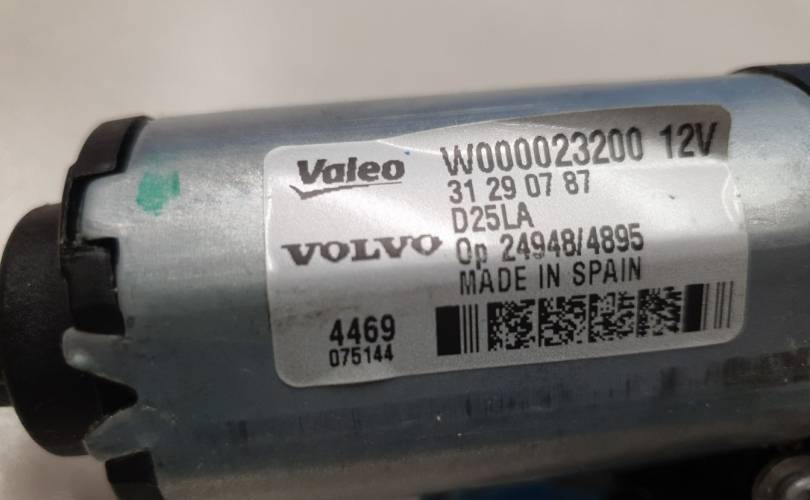 Valeo W000023200 12V
31 29 07 87
D25LA
VOLVO Op 24948/4895
MADE IN SPAIN
4469
075144